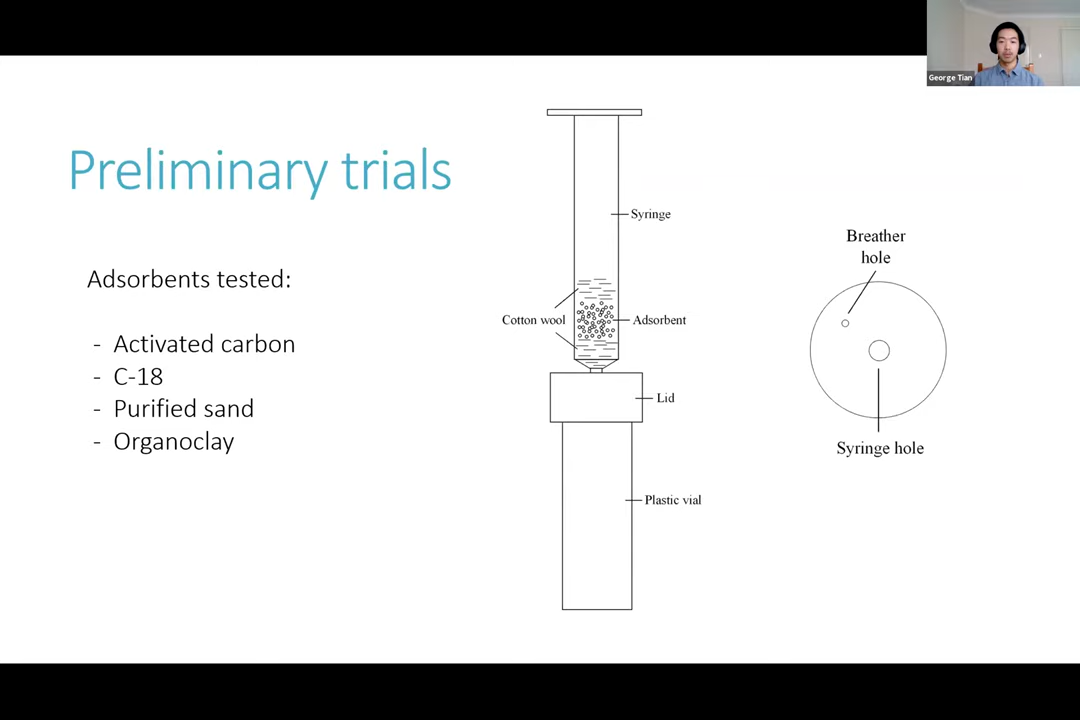 George Tian
Preliminary trials
Adsorbents tested:
- Activated carbon
- C-18
- Purified sand
- Organoclay
Syringe
Cotton wool
Adsorbent
Lid
Plastic vial
Breather
hole
Syringe hole